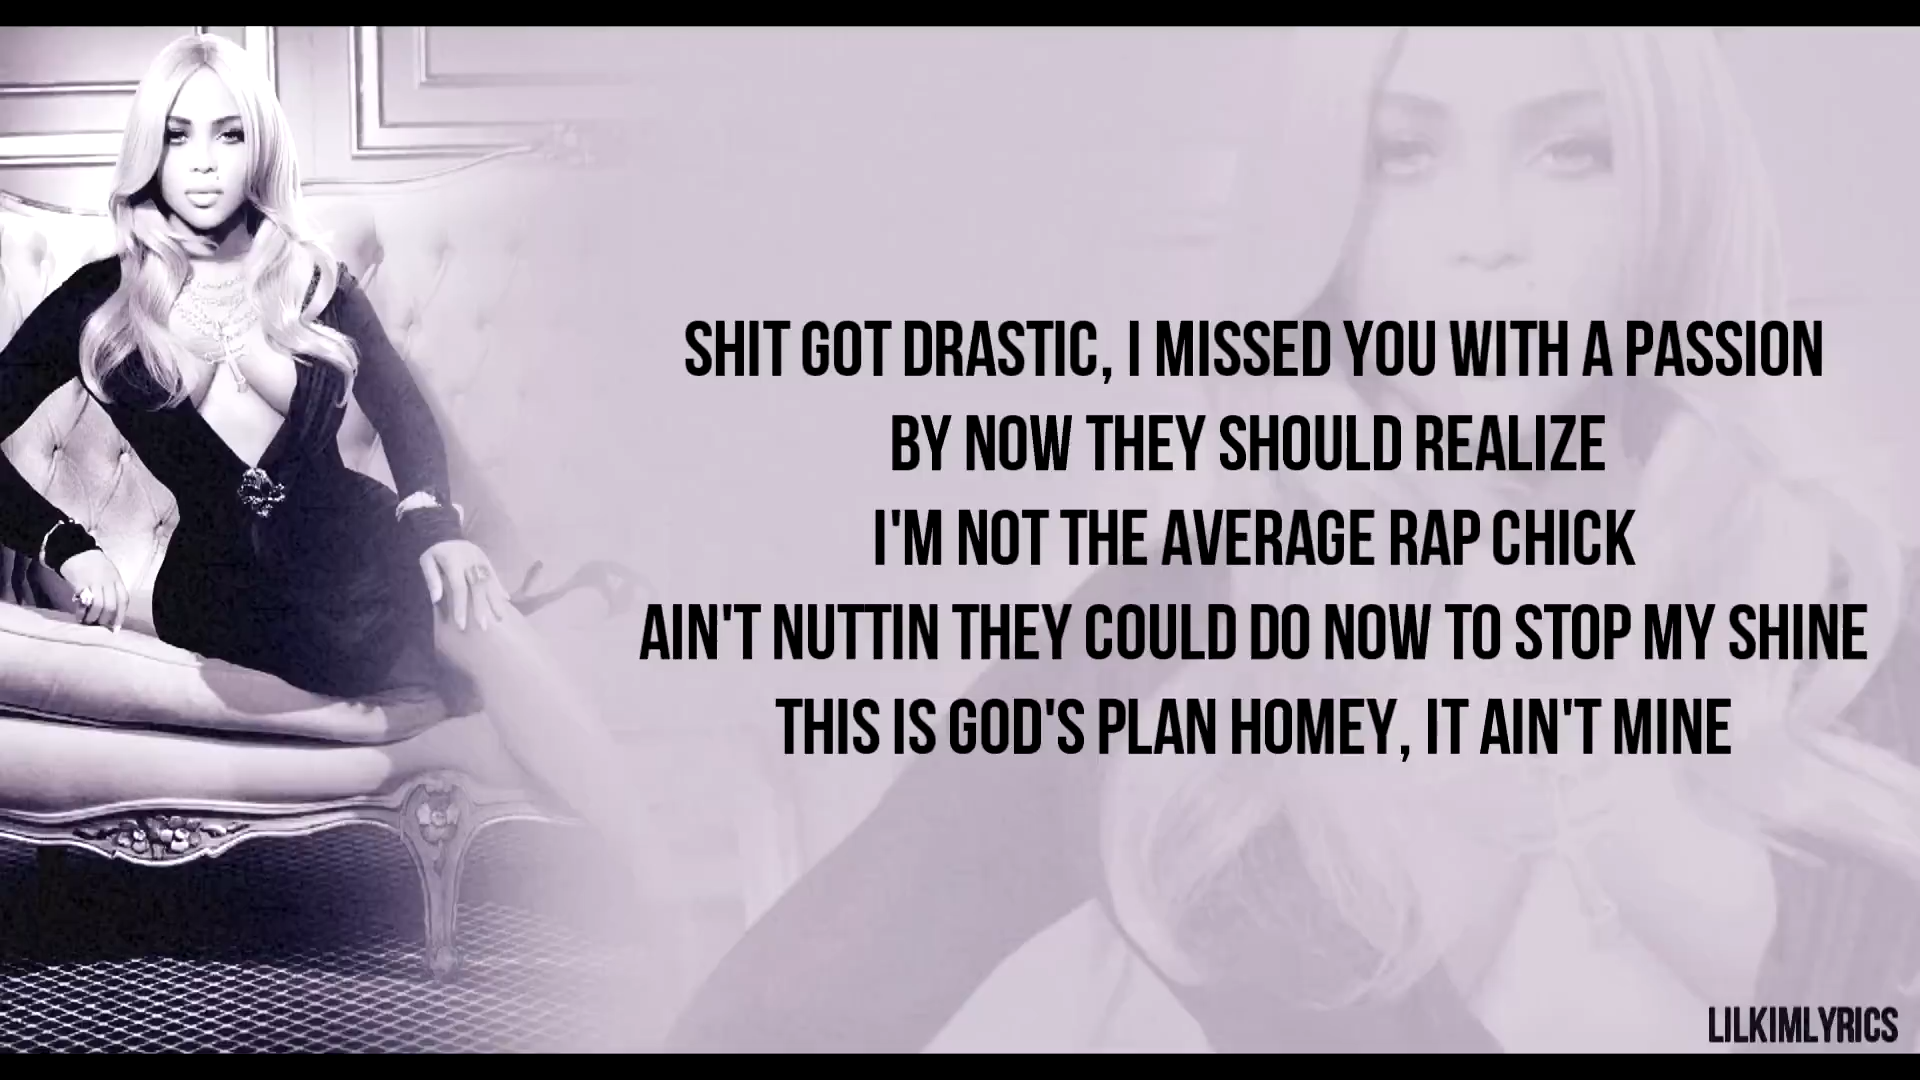 SHIT GOT DRASTIC, I MISSED YOU WITH A PASSION
BY NOW THEY SHOULD REALIZE
I'M NOT THE AVERAGE RAP CHICK
AIN'T NUTTIN THEY COULD DO NOW TO STOP MY SHINE
THIS IS GOD'S PLAN HOMEY, IT AIN'T MINE
LILKIMLYRICS